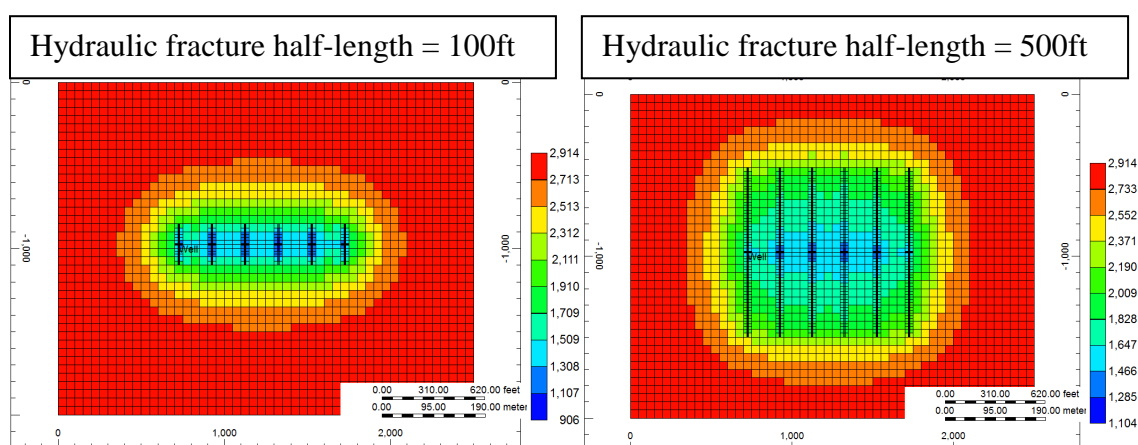 Hydraulic fracture half-length = 100ft
0
-1,000
Well
2,914
2,713
2,513
2,312
2,111
1,910
1,709
1,509
1,308
1,107
906
0.00 310.00 620.00 feet
0.00 95.00 190.00 meter
0 1,000 2,000
Hydraulic fracture half-length = 500ft
0
0
-1,000
-1,000
Well
2,914
2,733
2,552
2,371
2,190
2,009
1,828
1,647
1,466
1,285
1,104
0.00 310.00 620.00 feet
0.00 95.00 190.00 meter
0 1,000 2,000